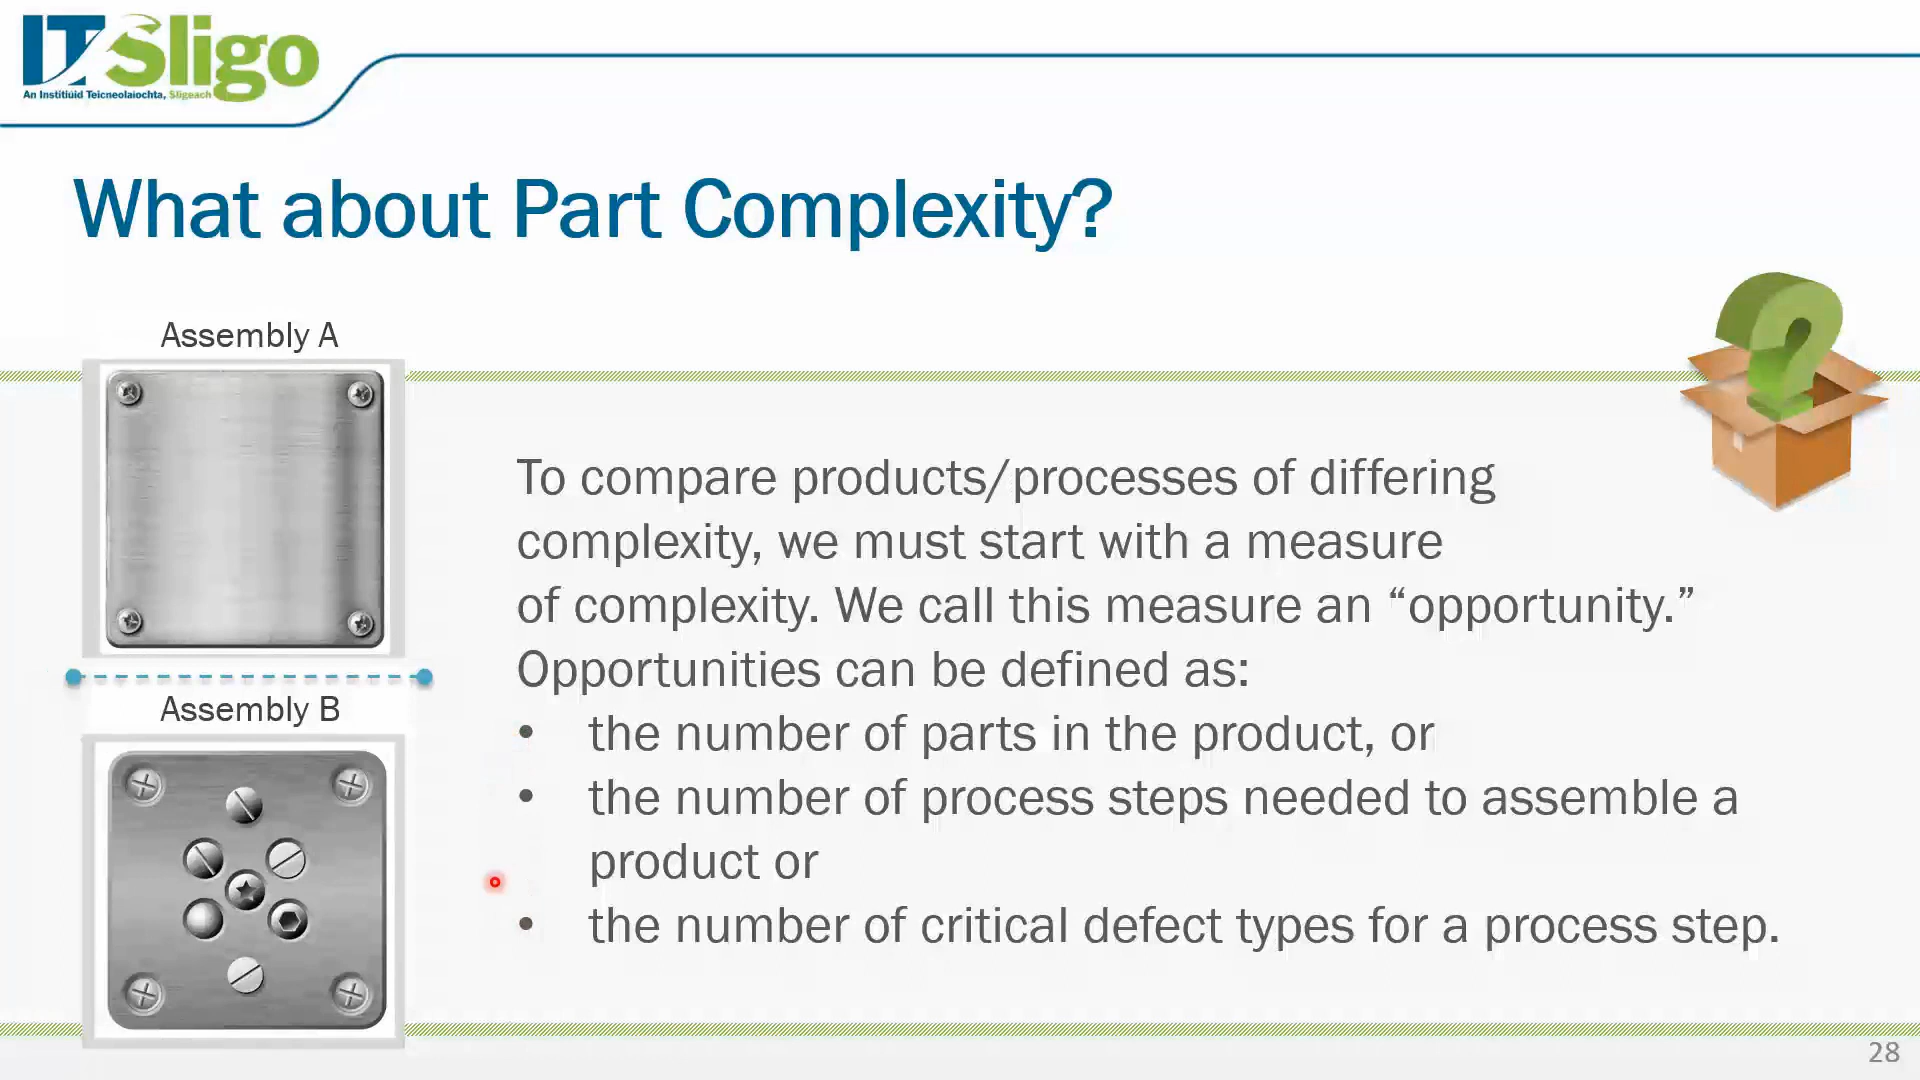 IT Sligo
An Institiúid Teicneolaíochta, Sligeach
What about Part Complexity?
Assembly A
Assembly B
To compare products/processes of differing
complexity, we must start with a measure
of complexity. We call this measure an “opportunity.”
Opportunities can be defined as:
• the number of parts in the product, or
• the number of process steps needed to assemble a
product or
• the number of critical defect types for a process step.
28